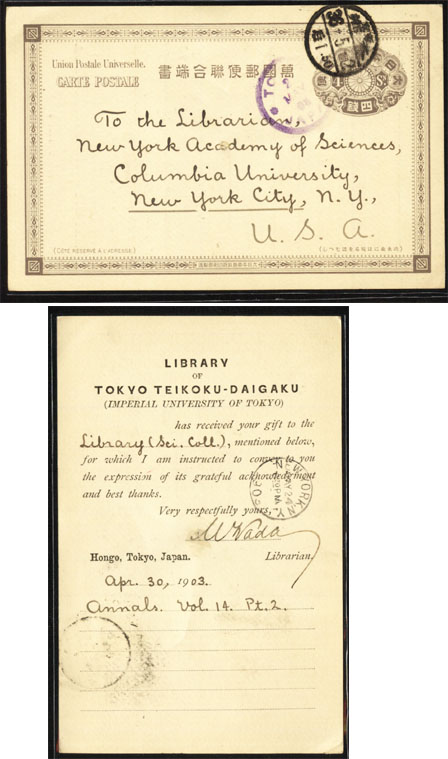 Union Postale Universelle.
CARTE POSTALE
書端合聯便郵國萬
To the Librarian,
New York Academy of Sciences,
Columbia University,
New York City, N. Y.,
U. S. A.
(CÔTÉ RÉSERVÉ À L'ADRESSE)
LIBRARY
OF
TOKYO TEIKOKU-DAIGAKU
(IMPERIAL UNIVERSITY OF TOKYO)
has received your gift to the
Library (Sci. Coll.), mentioned below,
for which I am instructed to convey to you
the expression of its grateful acknowledgment
and best thanks.
Very respectfully yours,
M Wada
Hongo, Tokyo, Japan. Librarian.
Apr. 30, 1903.
Annals. Vol. 14. Pt. 2.